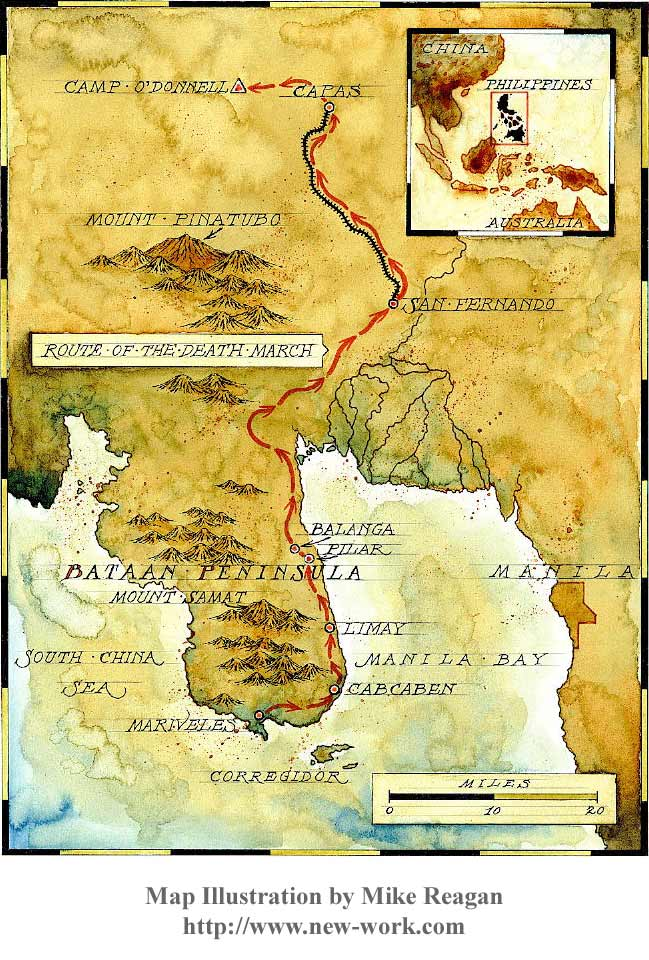 CHINA
PHILIPPINES
AUSTRALIA
CAMP·O'DONNELL
CAPAS
MOUNT·PINATUBO
SAN·FERNANDO
ROUTE·OF·THE·DEATH·MARCH
BALANGA
PILAR
BATAAN·PENINSULA
MANILA
MOUNT·SAMAT
LIMAY
SOUTH·CHINA
SEA
MANILA·BAY
CABCABEN
MARIVELES
CORREGIDOR
MILES
0 10 20
Map Illustration by Mike Reagan
http://www.new-work.com